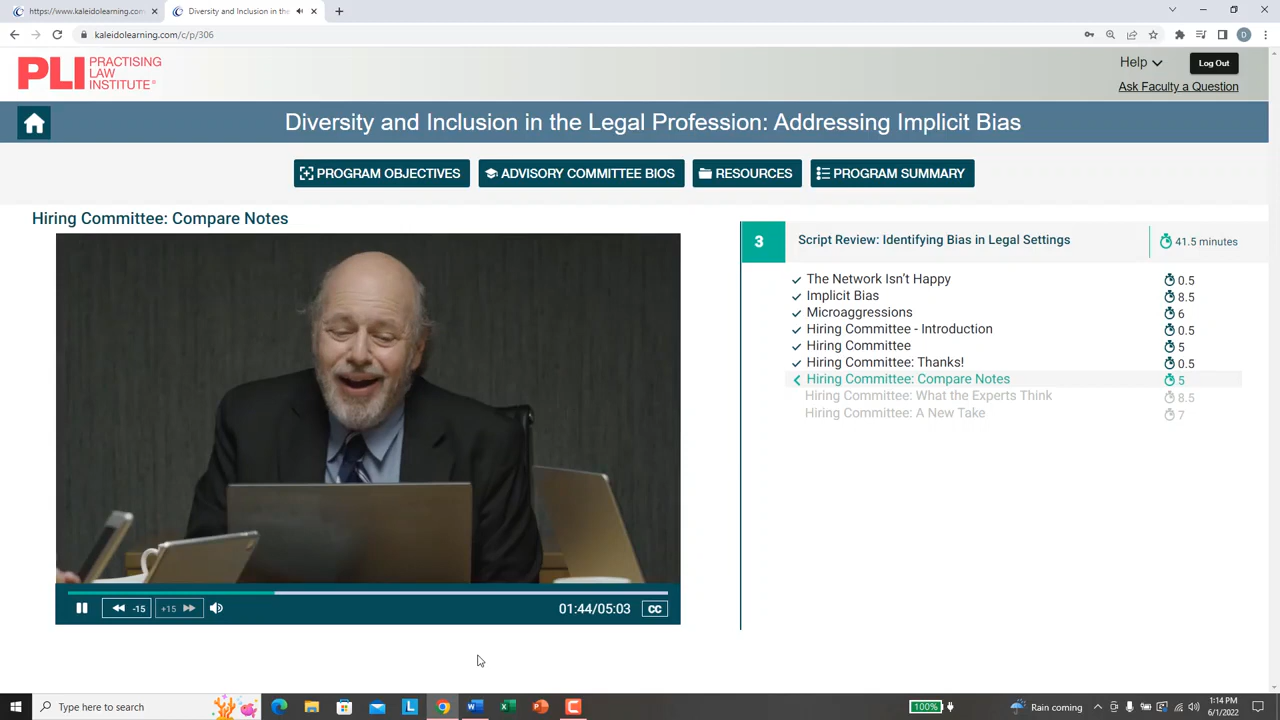 https://www.kaleidolearning.com/
Diversity and Inclusion in the
kaleidolearning.com/c/p/306
D
PLI PRACTISING
LAW
INSTITUTE®
Help
Log Out
Ask Faculty a Question
Diversity and Inclusion in the Legal Profession: Addressing Implicit Bias
PROGRAM OBJECTIVES
ADVISORY COMMITTEE BIOS
RESOURCES
PROGRAM SUMMARY
Hiring Committee: Compare Notes
3 Script Review: Identifying Bias in Legal Settings 41.5 minutes
The Network Isn't Happy 0.5
Implicit Bias 8.5
Microaggressions 6
Hiring Committee - Introduction 0.5
Hiring Committee 5
Hiring Committee: Thanks! 0.5
Hiring Committee: Compare Notes 5
Hiring Committee: What the Experts Think 8.5
Hiring Committee: A New Take 7
-15
+15
01:44/05:03
CC
Type here to search
L
100%
Rain coming
1:14 PM
6/1/2022